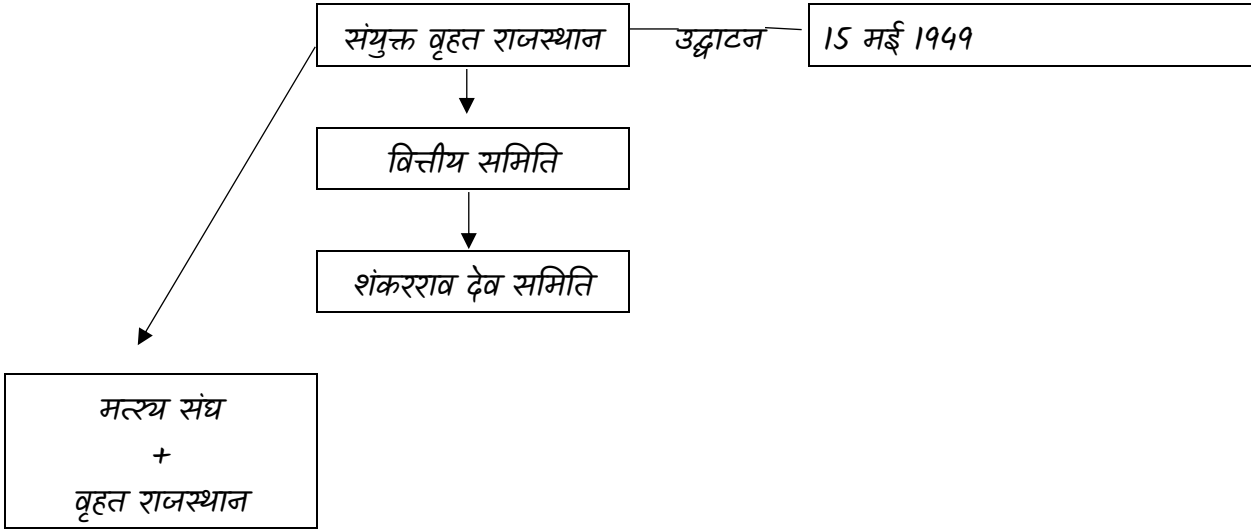 संयुक्त वृहत राजस्थान
उद्घाटन
15 मई 1949
वित्तीय समिति
शंकरराव देव समिति
मत्स्य संघ
+
वृहत राजस्थान